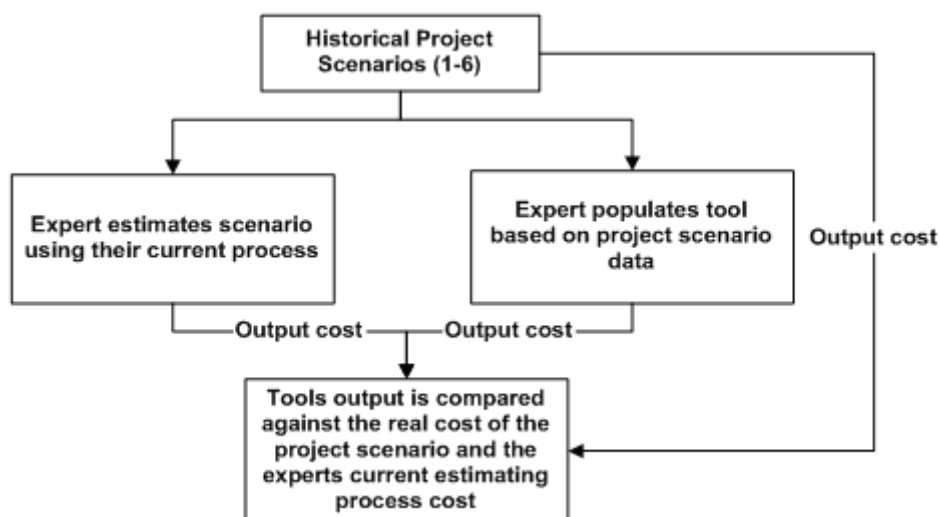 Historical Project
Scenarios (1-6)
Expert estimates scenario
using their current process
Expert populates tool
based on project scenario
data
Output cost
Output cost
Output cost
Tools output is compared
against the real cost of the
project scenario and the
experts current estimating
process cost